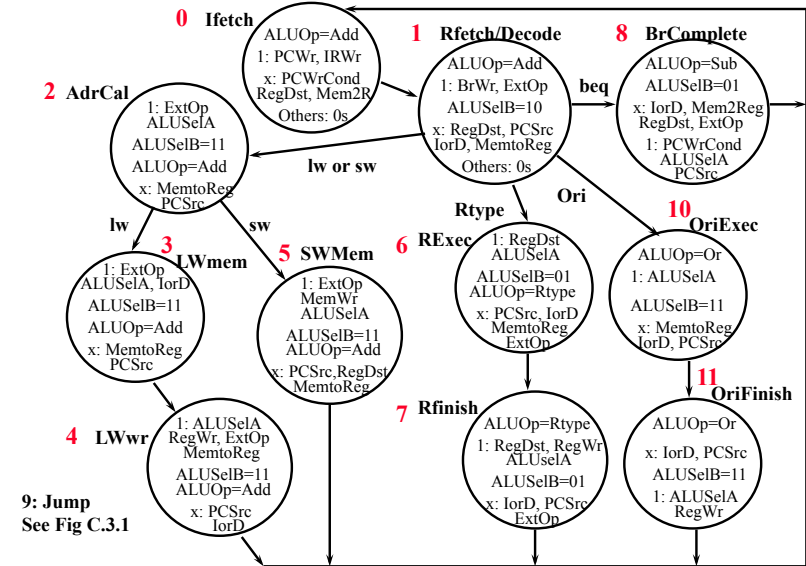 0 Ifetch
ALUOp=Add
1: PCWr, IRWr
x: PCWrCond
RegDst, Mem2R
Others: 0s
1 Rfetch/Decode
ALUOp=Add
1: BrWr, ExtOp
ALUSelB=10
x: RegDst, PCSrc
IorD, MemtoReg
Others: 0s
beq
8 BrComplete
ALUOp=Sub
ALUSelB=01
x: IorD, Mem2Reg
RegDst, ExtOp
1: PCWrCond
ALUSelA
PCSrc
2 AdrCal
1: ExtOp
ALUSelA
ALUSelB=11
ALUOp=Add
x: MemtoReg
PCSrc
lw or sw
Rtype
Ori
lw
sw
3 LWmem
1: ExtOp
ALUSelA, IorD
ALUSelB=11
ALUOp=Add
x: MemtoReg
PCSrc
5 SWMem
1: ExtOp
MemWr
ALUSelA
ALUSelB=11
ALUOp=Add
x: PCSrc,RegDst
MemtoReg
6 RExec
1: RegDst
ALUSelA
ALUSelB=01
ALUOp=Rtype
x: PCSrc, IorD
MemtoReg
ExtOp
10 OriExec
ALUOp=Or
1: ALUSelA
ALUSelB=11
x: MemtoReg
IorD, PCSrc
4 LWwr
1: ALUSelA
RegWr, ExtOp
MemtoReg
ALUSelB=11
ALUOp=Add
x: PCSrc
IorD
7 Rfinish
ALUOp=Rtype
1: RegDst, RegWr
ALUselA
ALUSelB=01
x: IorD, PCSrc
ExtOp
11 OriFinish
ALUOp=Or
x: IorD, PCSrc
ALUSelB=11
1: ALUSelA
RegWr
9: Jump
See Fig C.3.1